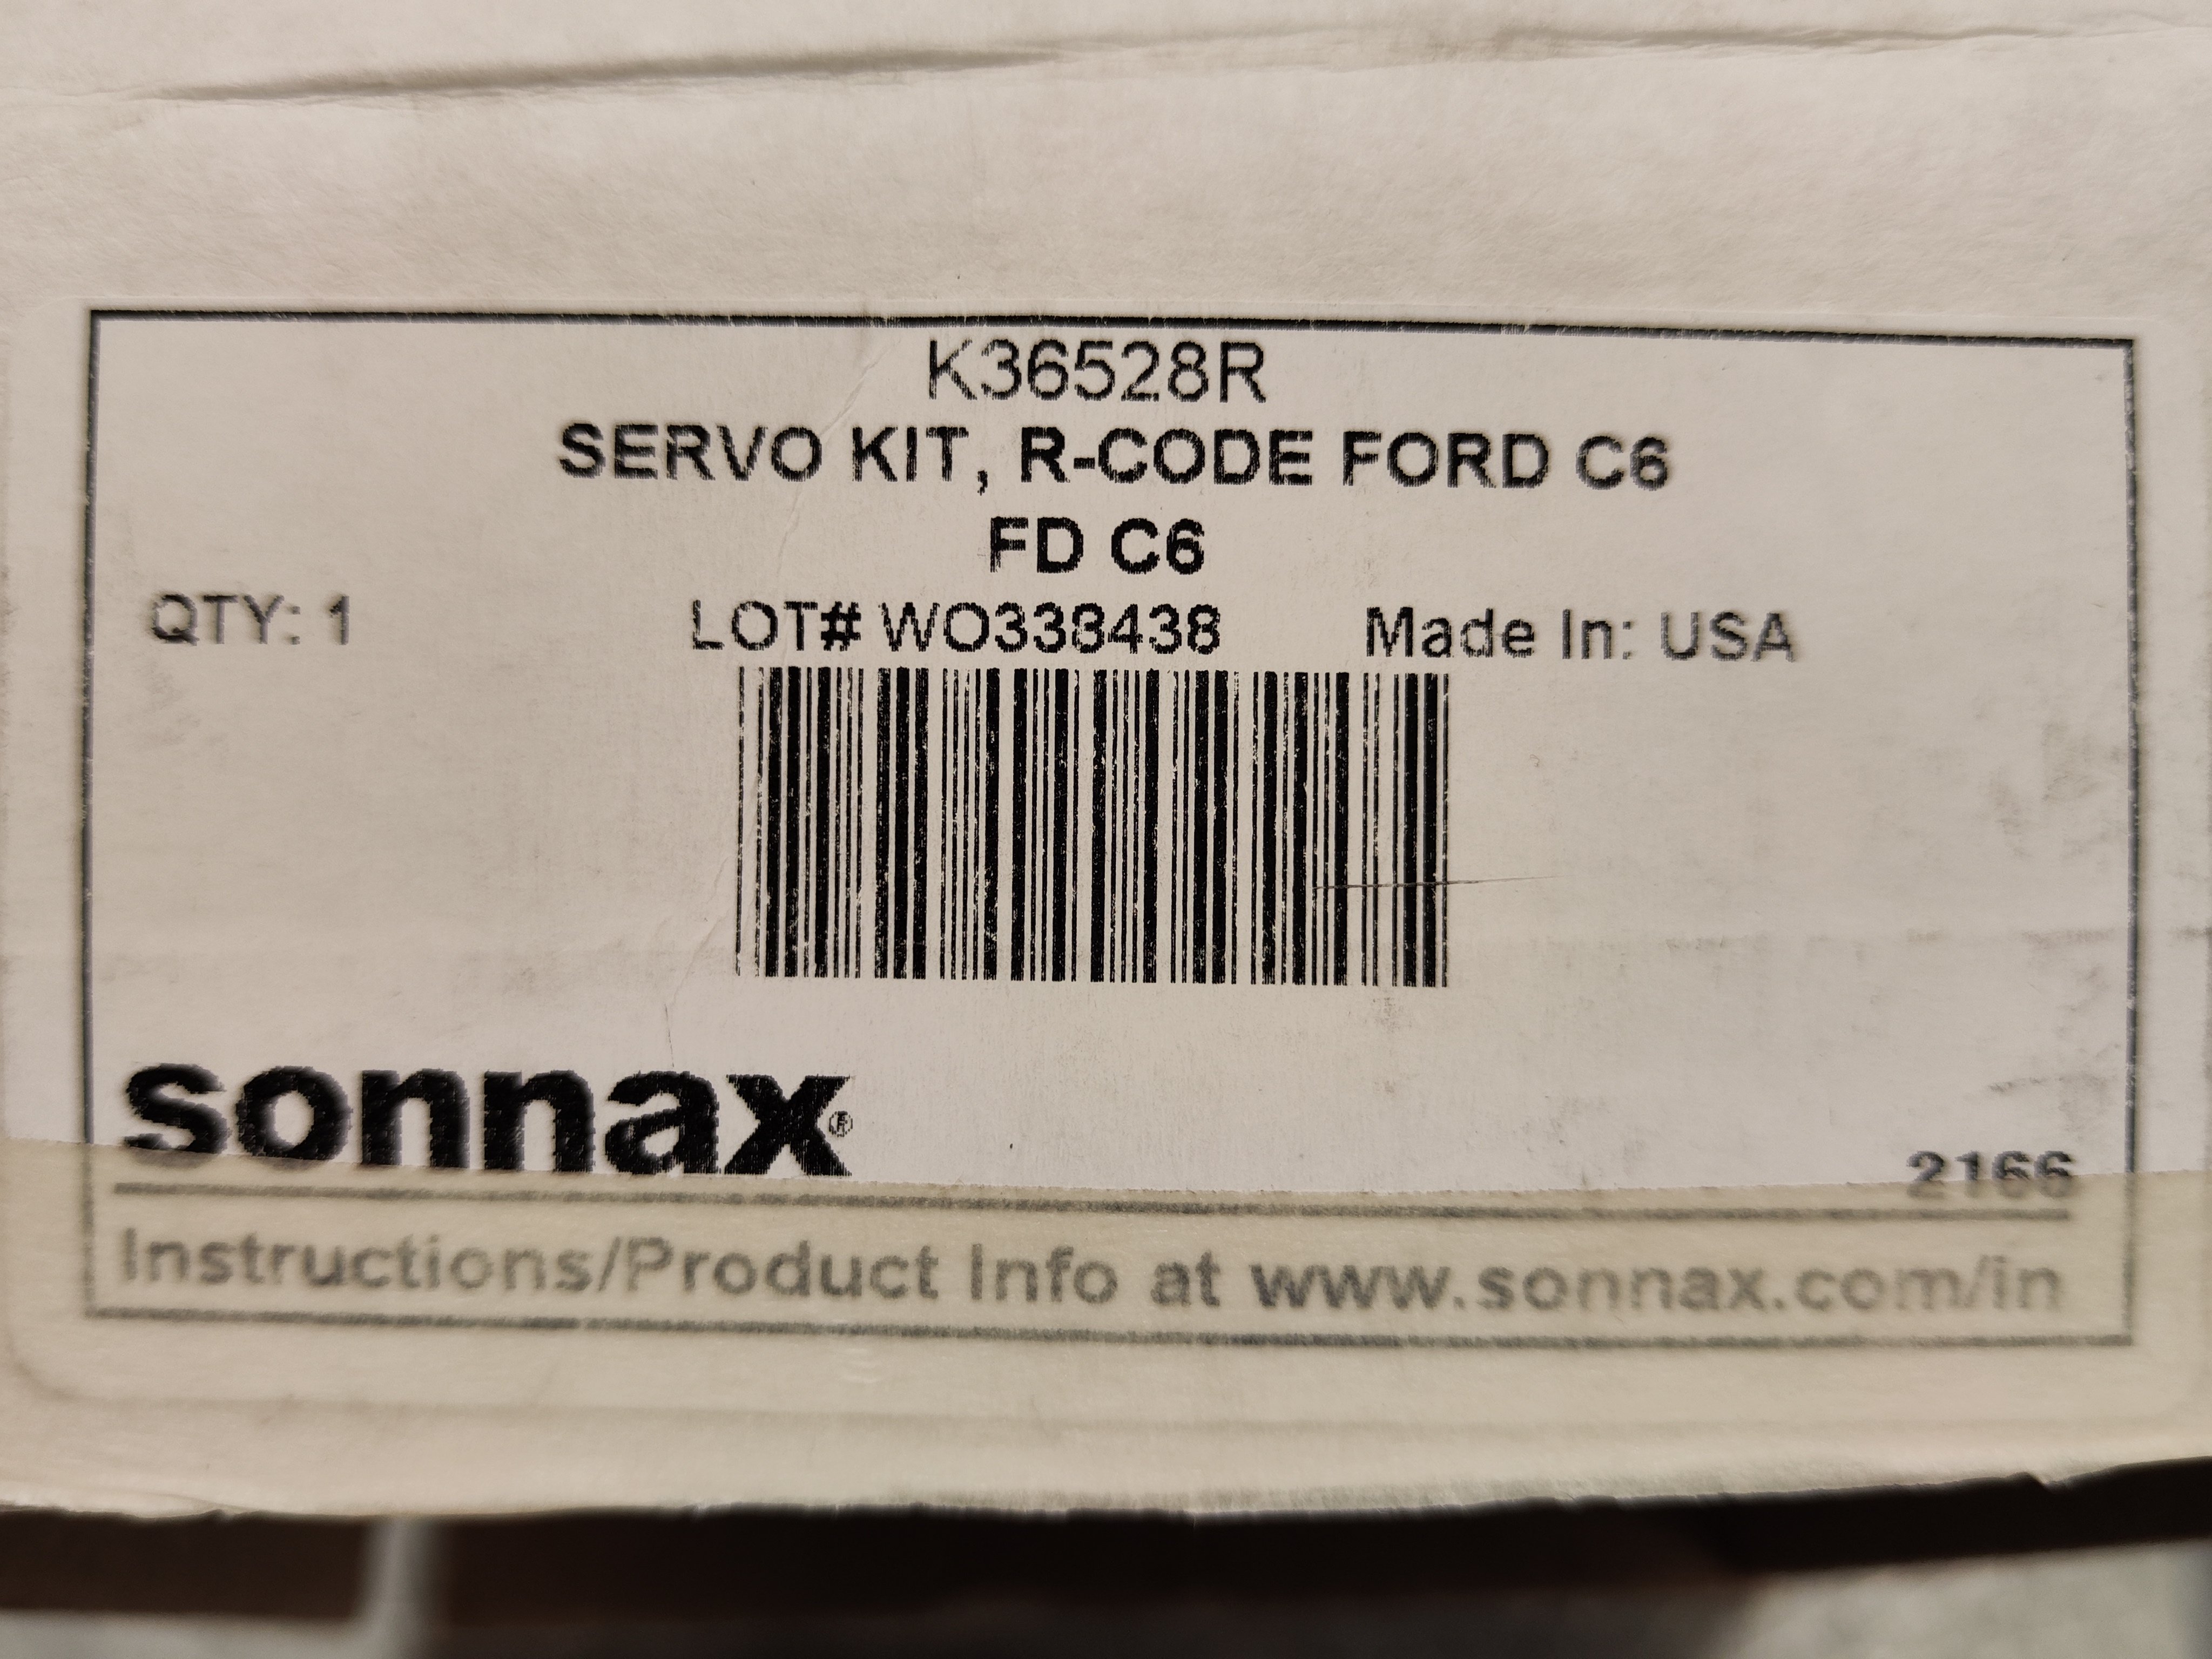 K36528R
SERVO KIT, R-CODE FORD C6
FD C6
QTY: 1 LOT# WO338438 Made In: USA
sonnax®
2166
Instructions/Product Info at www.sonnax.com/in